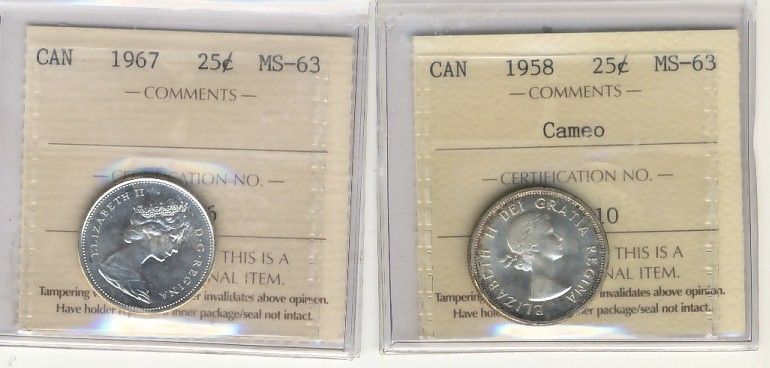 CAN 1967 25¢ MS-63
— COMMENTS —
— CERTIFICATION NO. —
6
THIS IS A
NAL ITEM.
Tampering invalidates above opinion.
Have holder inner package/seal not intact.
ELIZABETH II D·G·REGINA
CAN 1958 25¢ MS-63
— COMMENTS —
Cameo
— CERTIFICATION NO. —
10
THIS IS A
NAL ITEM.
Tampering invalidates above opinion.
Have package/seal not intact.
ELIZABETH II DEI GRATIA REGINA